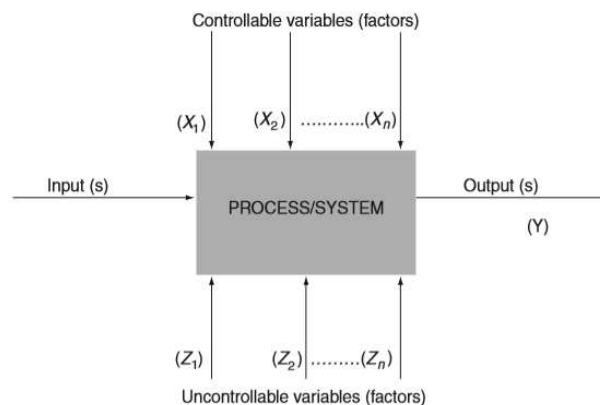 Controllable variables (factors)
(X₁) (X₂) ............(Xₙ)
Input (s)
Output (s)
PROCESS/SYSTEM
(Y)
(Z₁) (Z₂) .........(Zₙ)
Uncontrollable variables (factors)